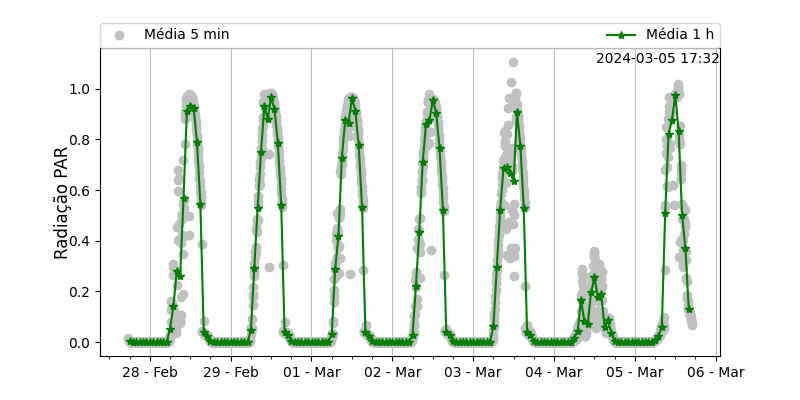 Média 5 min
Média 1 h
2024-03-05 17:32
1.0
0.8
0.6
0.4
0.2
0.0
Radiação PAR
28 - Feb
29 - Feb
01 - Mar
02 - Mar
03 - Mar
04 - Mar
05 - Mar
06 - Mar